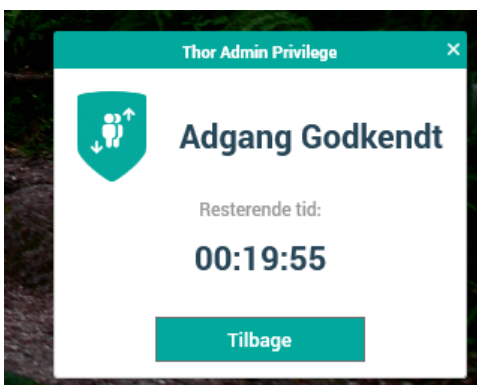 Thor Admin Privilege
Adgang Godkendt
Resterende tid:
00:19:55
Tilbage